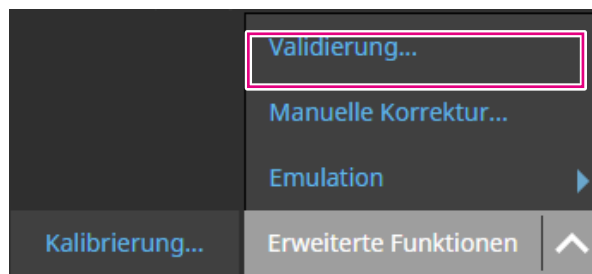 Validierung...
Manuelle Korrektur...
Emulation
Kalibrierung... Erweiterte Funktionen